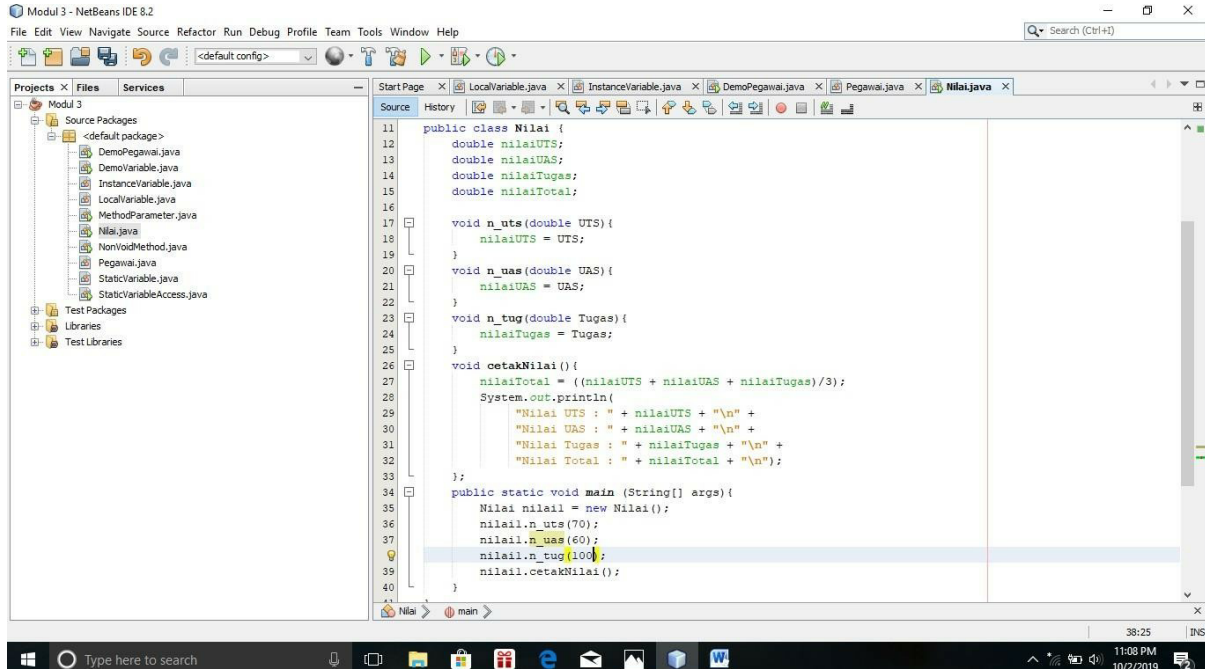 Modul 3 - NetBeans IDE 8.2
File Edit View Navigate Source Refactor Run Debug Profile Team Tools Window Help
Search (Ctrl+I)
<default config>
Projects Files Services
Start Page LocalVariable.java InstanceVariable.java DemoPegawai.java Pegawai.java Nilai.java
Source History
Modul 3
Source Packages
<default package>
DemoPegawai.java
DemoVariable.java
InstanceVariable.java
LocalVariable.java
MethodParameter.java
Nilai.java
NonVoidMethod.java
Pegawai.java
StaticVariable.java
StaticVariableAccess.java
Test Packages
Libraries
Test Libraries
11 public class Nilai {
12 double nilaiUTS;
13 double nilaiUAS;
14 double nilaiTugas;
15 double nilaiTotal;
16
17 void n_uts(double UTS){
18 nilaiUTS = UTS;
19 }
20 void n_uas(double UAS){
21 nilaiUAS = UAS;
22 }
23 void n_tug(double Tugas){
24 nilaiTugas = Tugas;
25 }
26 void cetakNilai(){
27 nilaiTotal = ((nilaiUTS + nilaiUAS + nilaiTugas)/3);
28 System.out.println(
29 "Nilai UTS : " + nilaiUTS + "\n" +
30 "Nilai UAS : " + nilaiUAS + "\n" +
31 "Nilai Tugas : " + nilaiTugas + "\n" +
32 "Nilai Total : " + nilaiTotal + "\n");
33 };
34 public static void main (String[] args){
35 Nilai nilai1 = new Nilai();
36 nilai1.n_uts(70);
37 nilai1.n_uas(60);
nilai1.n_tug(100);
39 nilai1.cetakNilai();
40 }
Nilai main
38:25 INS
Type here to search
11:08 PM
10/2/2019
2